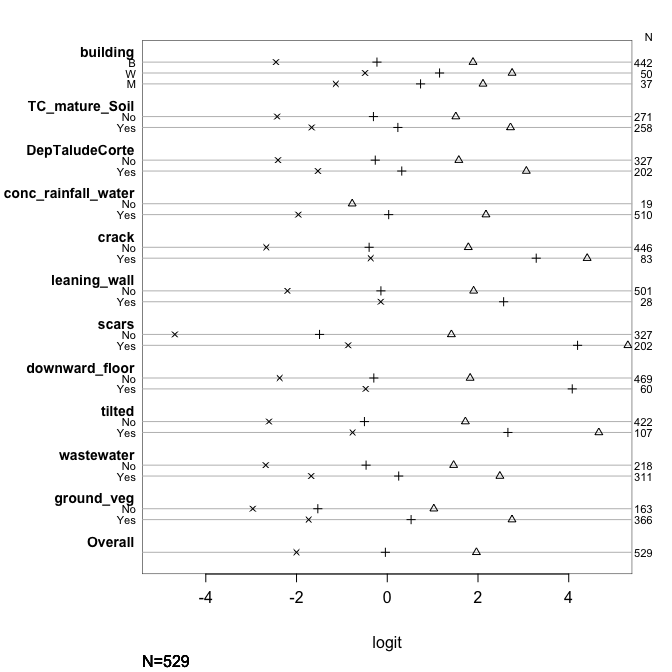 N
building
B 442
W 50
M 37
TC_mature_Soil
No 271
Yes 258
DepTaludeCorte
No 327
Yes 202
conc_rainfall_water
No 19
Yes 510
crack
No 446
Yes 83
leaning_wall
No 501
Yes 28
scars
No 327
Yes 202
downward_floor
No 469
Yes 60
tilted
No 422
Yes 107
wastewater
No 218
Yes 311
ground_veg
No 163
Yes 366
Overall
529
-4 -2 0 2 4
logit
N=529